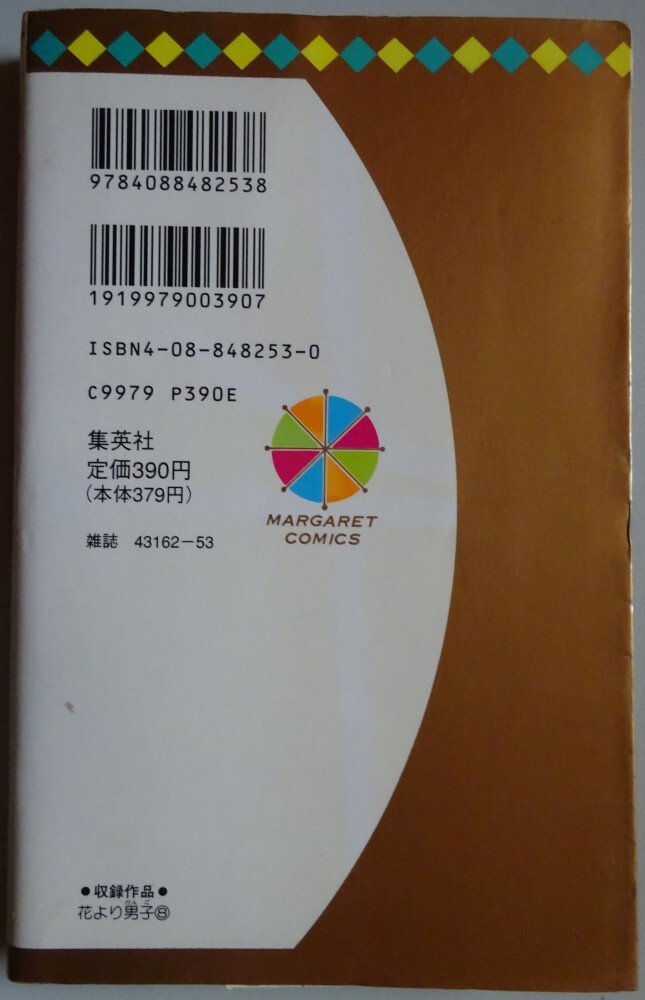 9784088482538
1919979003907
ISBN4-08-848253-0
C9979 P390E
集英社
定価390円
(本体379円)
雑誌 43162-53
MARGARET
COMICS
●収録作品●
花より男子⑧